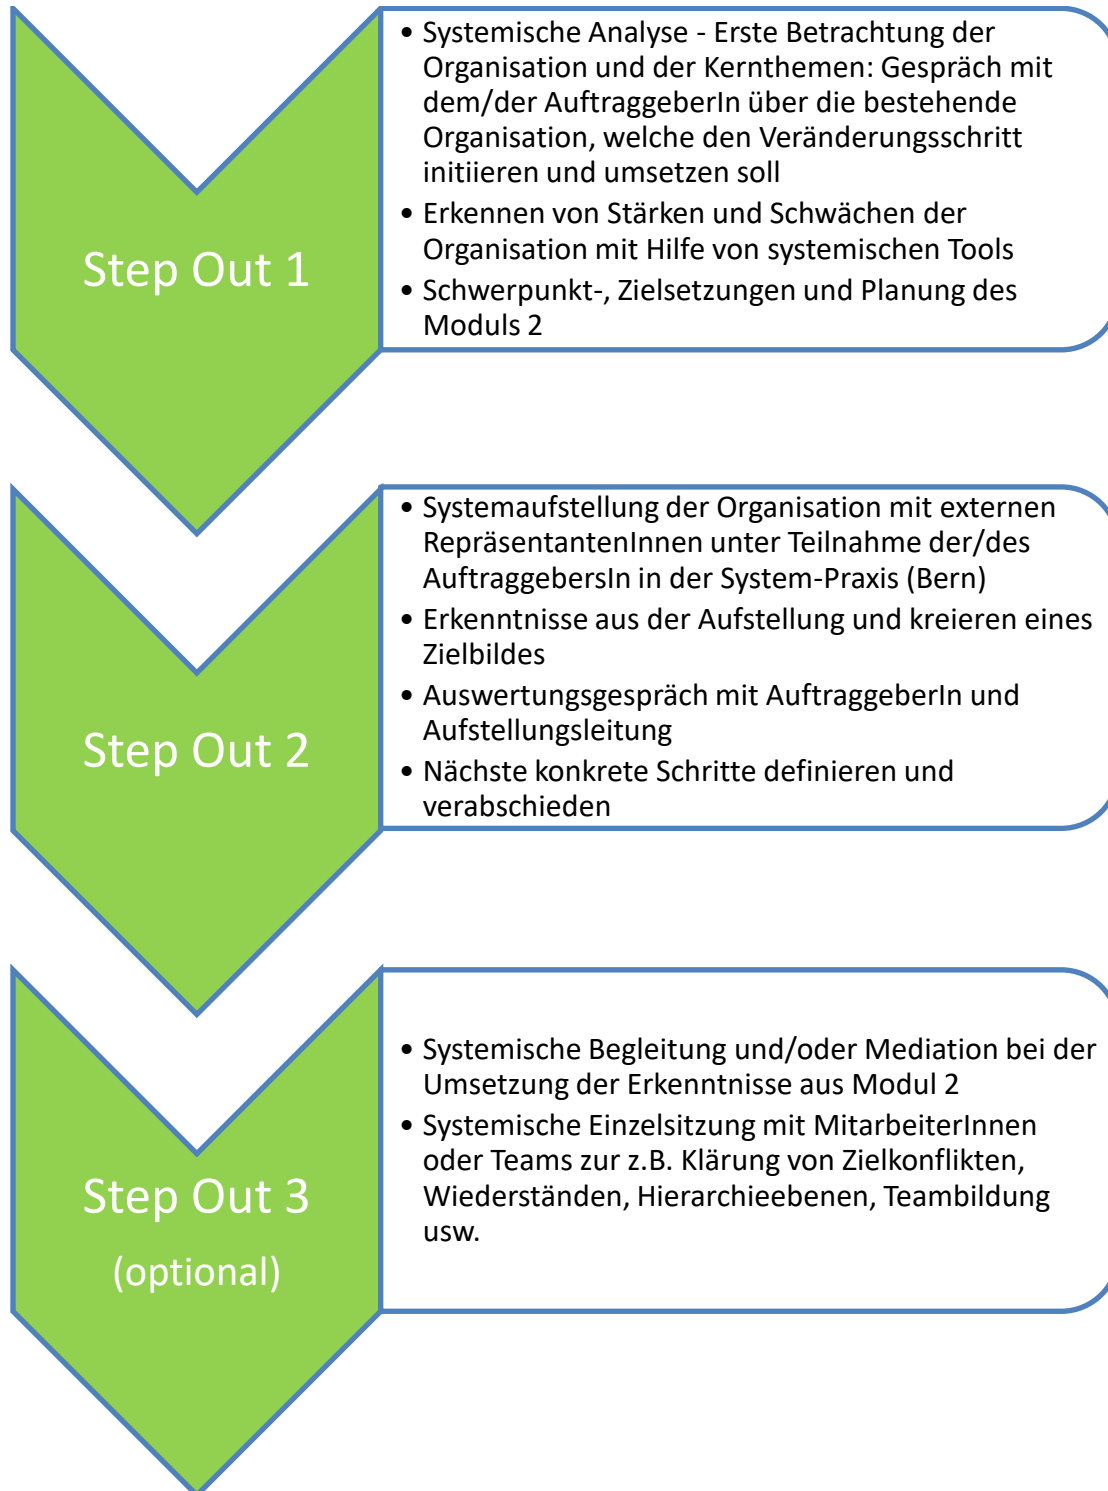 Step Out 1
• Systemische Analyse - Erste Betrachtung der
Organisation und der Kernthemen: Gespräch mit
dem/der AuftraggeberIn über die bestehende
Organisation, welche den Veränderungsschritt
initiieren und umsetzen soll
• Erkennen von Stärken und Schwächen der
Organisation mit Hilfe von systemischen Tools
• Schwerpunkt-, Zielsetzungen und Planung des
Moduls 2
Step Out 2
• Systemaufstellung der Organisation mit externen
RepräsentantenInnen unter Teilnahme der/des
AuftraggebersIn in der System-Praxis (Bern)
• Erkenntnisse aus der Aufstellung und kreieren eines
Zielbildes
• Auswertungsgespräch mit AuftraggeberIn und
Aufstellungsleitung
• Nächste konkrete Schritte definieren und
verabschieden
Step Out 3
(optional)
• Systemische Begleitung und/oder Mediation bei der
Umsetzung der Erkenntnisse aus Modul 2
• Systemische Einzelsitzung mit MitarbeiterInnen
oder Teams zur z.B. Klärung von Zielkonflikten,
Wiederständen, Hierarchieebenen, Teambildung
usw.